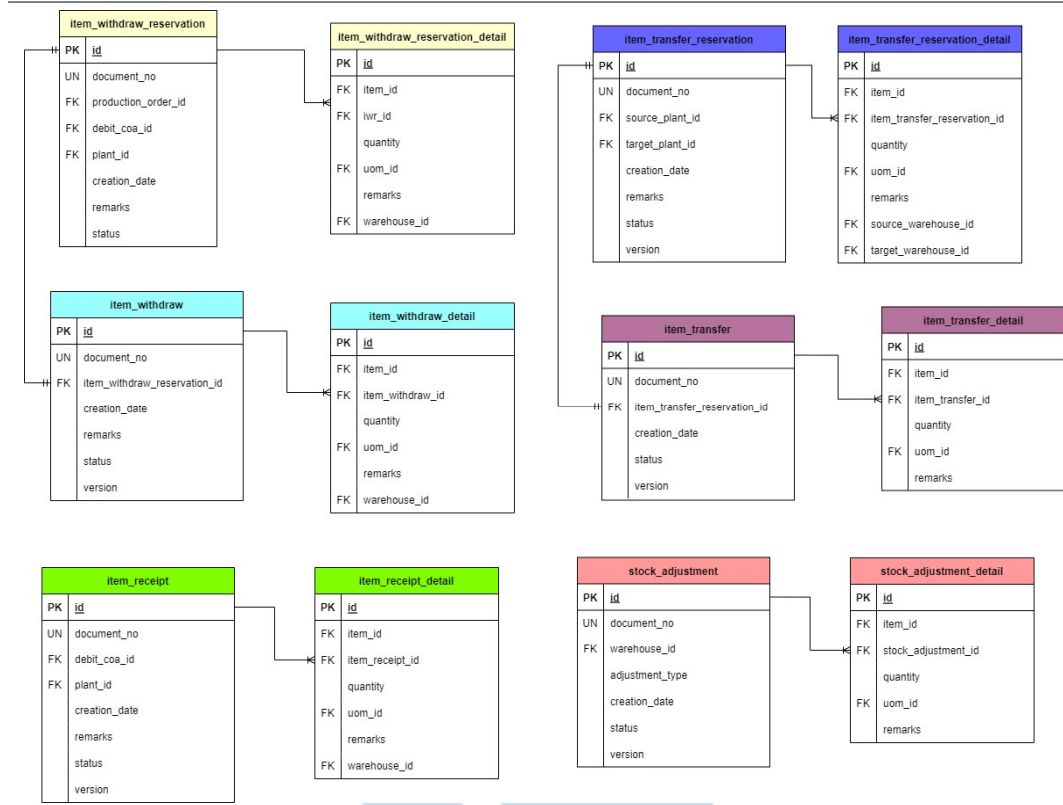 item_withdraw_reservation
PK id
UN document_no
FK production_order_id
FK debit_coa_id
FK plant_id
creation_date
remarks
status
item_withdraw_reservation_detail
PK id
FK item_id
FK iwr_id
quantity
FK uom_id
remarks
FK warehouse_id
item_transfer_reservation
PK id
UN document_no
FK source_plant_id
FK target_plant_id
creation_date
remarks
status
version
item_transfer_reservation_detail
PK id
FK item_id
FK item_transfer_reservation_id
quantity
FK uom_id
remarks
FK source_warehouse_id
FK target_warehouse_id
item_withdraw
PK id
UN document_no
FK item_withdraw_reservation_id
creation_date
remarks
status
version
item_withdraw_detail
PK id
FK item_id
FK item_withdraw_id
quantity
FK uom_id
remarks
FK warehouse_id
item_transfer
PK id
UN document_no
FK item_transfer_reservation_id
creation_date
status
version
item_transfer_detail
PK id
FK item_id
FK item_transfer_id
quantity
FK uom_id
remarks
item_receipt
PK id
UN document_no
FK debit_coa_id
FK plant_id
creation_date
remarks
status
version
item_receipt_detail
PK id
FK item_id
FK item_receipt_id
quantity
FK uom_id
remarks
FK warehouse_id
stock_adjustment
PK id
UN document_no
FK warehouse_id
adjustment_type
creation_date
status
version
stock_adjustment_detail
PK id
FK item_id
FK stock_adjustment_id
quantity
FK uom_id
remarks